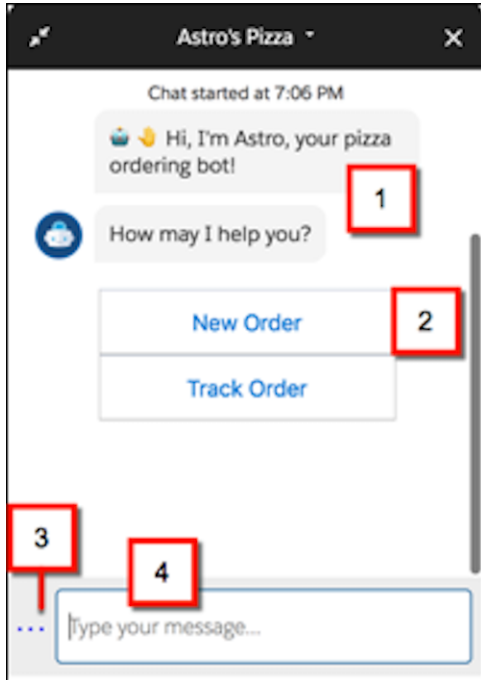 Astro's Pizza
Chat started at 7:06 PM
Hi, I'm Astro, your pizza
ordering bot!
1
How may I help you?
New Order
2
Track Order
3
4
Type your message...